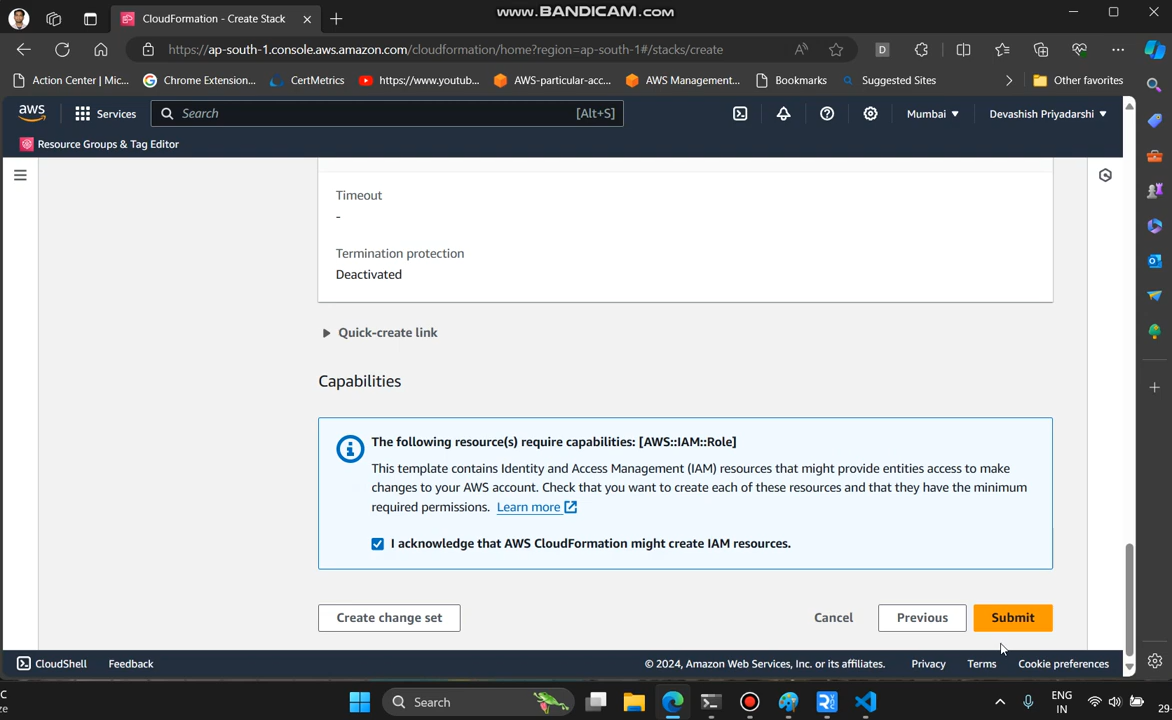 www.BANDICAM.com
CloudFormation - Create Stack
https://ap-south-1.console.aws.amazon.com/cloudformation/home?region=ap-south-1#/stacks/create
Action Center | Mic...
Chrome Extension...
CertMetrics
https://www.youtub...
AWS-particular-acc...
AWS Management...
Bookmarks
Suggested Sites
Other favorites
aws
Services
Search
[Alt+S]
Mumbai
Devashish Priyadarshi
Resource Groups & Tag Editor
Timeout
-
Termination protection
Deactivated
Quick-create link
Capabilities
The following resource(s) require capabilities: [AWS::IAM::Role]
This template contains Identity and Access Management (IAM) resources that might provide entities access to make
changes to your AWS account. Check that you want to create each of these resources and that they have the minimum
required permissions. Learn more
I acknowledge that AWS CloudFormation might create IAM resources.
Create change set
Cancel
Previous
Submit
CloudShell
Feedback
© 2024, Amazon Web Services, Inc. or its affiliates.
Privacy
Terms
Cookie preferences
Search
ENG
IN